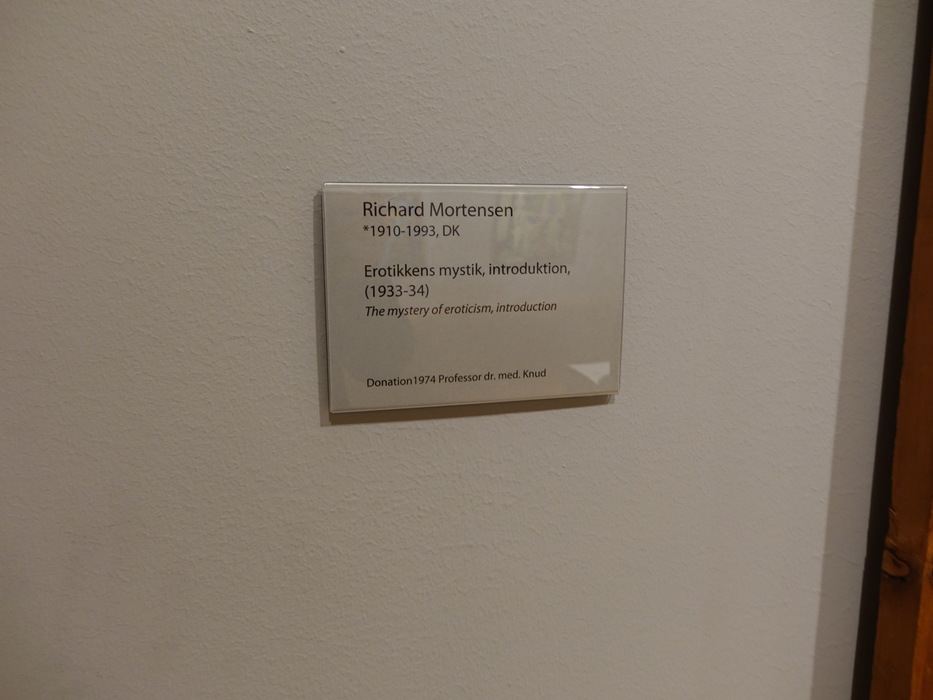 Richard Mortensen
*1910-1993, DK
Erotikkens mystik, introduktion,
(1933-34)
The mystery of eroticism, introduction
Donation1974 Professor dr. med. Knud